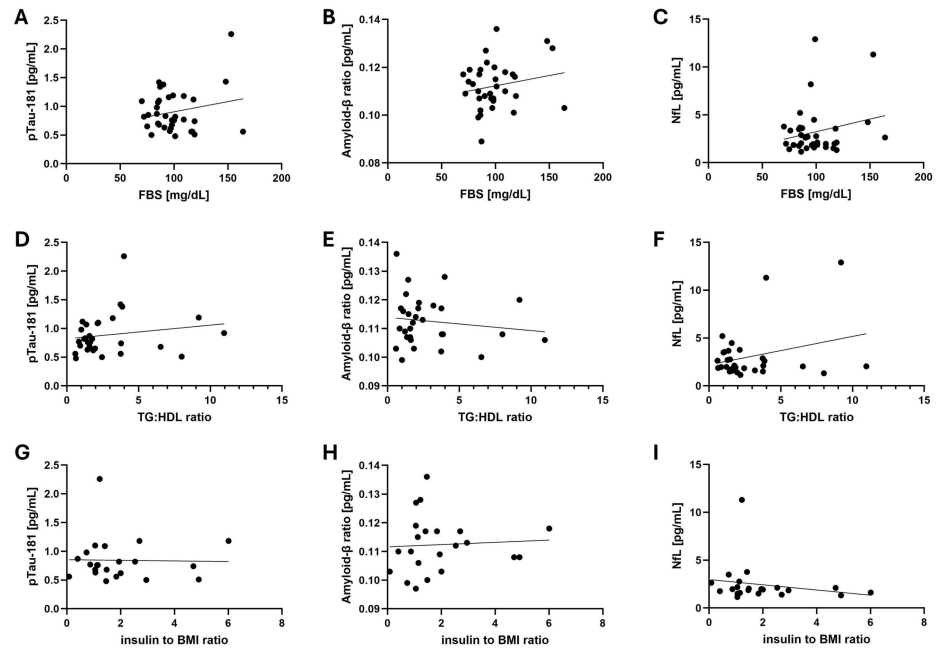 A
pTau-181 [pg/mL]
2.5
2.0
1.5
1.0
0.5
0.0
0 50 100 150 200
FBS [mg/dL]
B
Amyloid-β ratio [pg/mL]
0.14
0.12
0.10
0.08
0 50 100 150 200
FBS [mg/dL]
C
NfL [pg/mL]
15
10
5
0
0 50 100 150 200
FBS [mg/dL]
D
pTau-181 [pg/mL]
2.5
2.0
1.5
1.0
0.5
0.0
0 5 10 15
TG:HDL ratio
E
Amyloid-β ratio [pg/mL]
0.14
0.13
0.12
0.11
0.10
0.09
0 5 10 15
TG:HDL ratio
F
NfL [pg/mL]
15
10
5
0
0 5 10 15
TG:HDL ratio
G
pTau-181 [pg/mL]
2.5
2.0
1.5
1.0
0.5
0.0
0 2 4 6 8
insulin to BMI ratio
H
Amyloid-β ratio [pg/mL]
0.14
0.13
0.12
0.11
0.10
0.09
0 2 4 6 8
insulin to BMI ratio
I
NfL [pg/mL]
15
10
5
0
0 2 4 6 8
insulin to BMI ratio